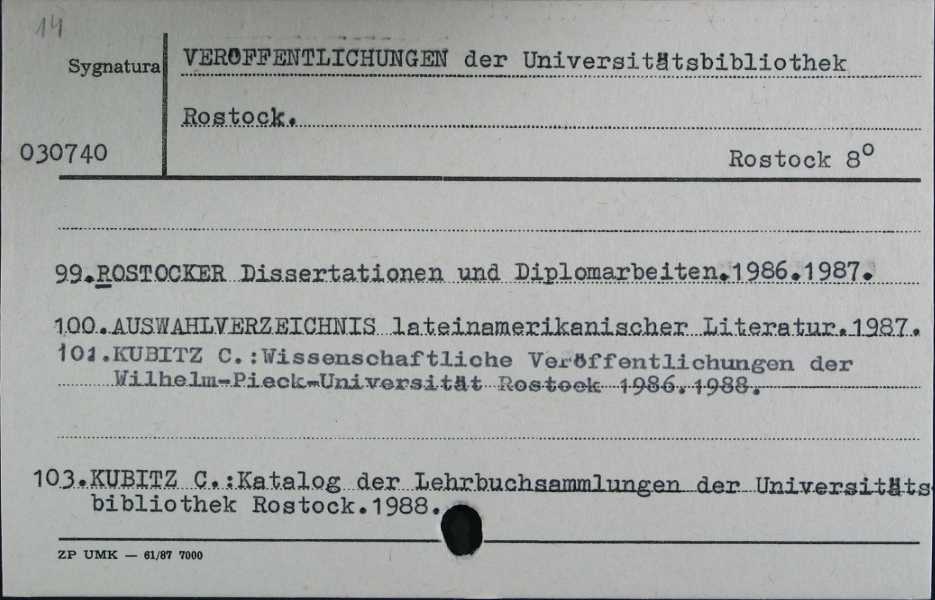 14
Sygnatura
VERÖFFENTLICHUNGEN der Universitätsbibliothek
Rostock.
030740
Rostock 8⁰
99.ROSTOCKER Dissertationen und Diplomarbeiten.1986.1987.
100.AUSWAHLVERZEICHNIS lateinamerikanischer Literatur.1987.
101.KUBITZ C.:Wissenschaftliche Veröffentlichungen der
Wilhelm-Pieck-Universität Rostock 1986.1988.
103.KUBITZ C.:Katalog der Lehrbuchsammlungen der Universitäts-
bibliothek Rostock.1988.
ZP UMK — 61/87 7000